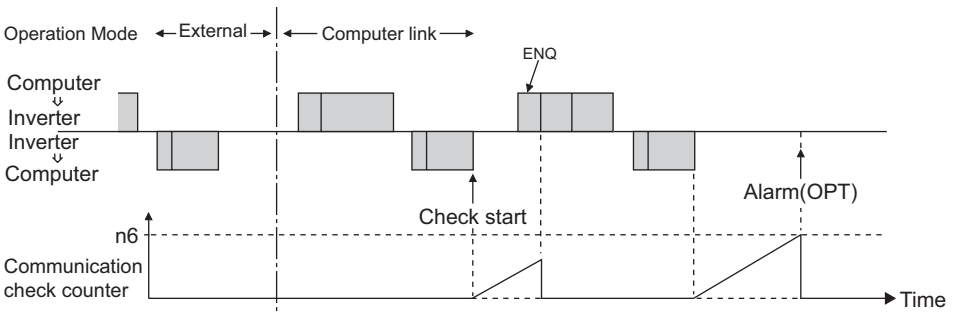 Operation Mode
External
Computer link
ENQ
Computer
Inverter
Inverter
Computer
Alarm(OPT)
Check start
n6
Communication
check counter
Time